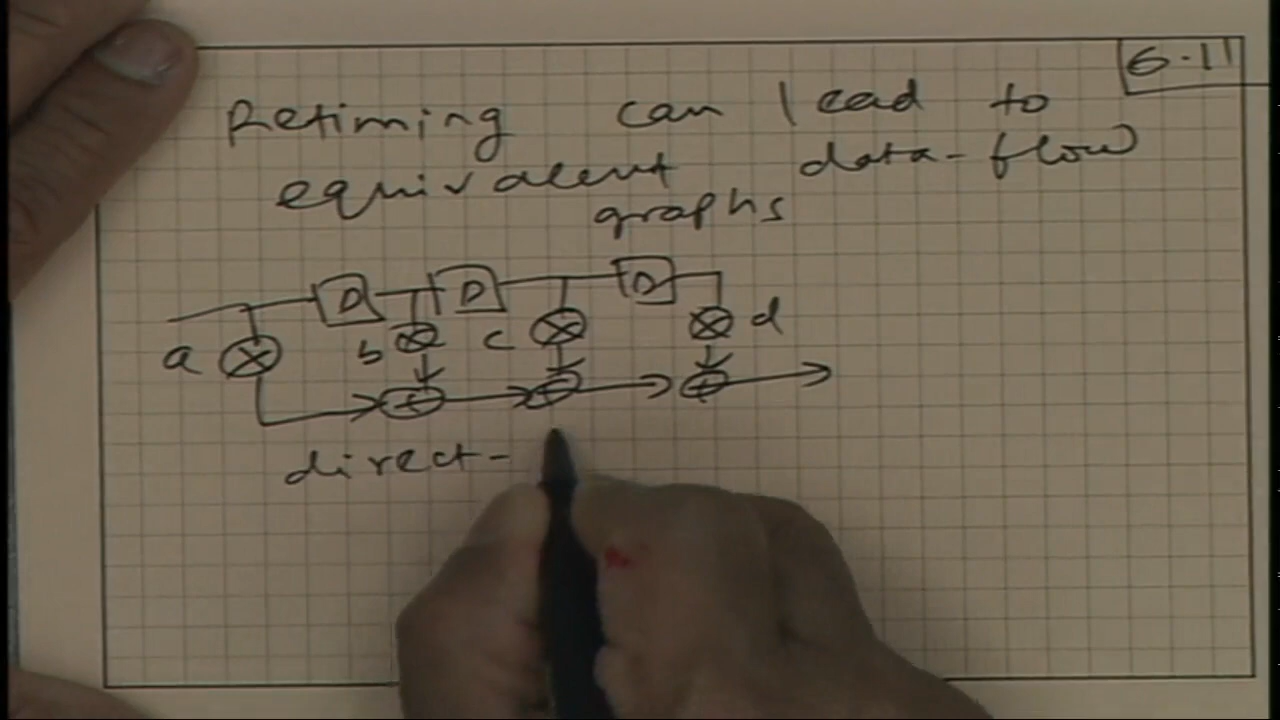 6.11
Retiming can lead to
equivalent data-flow
graphs
D D D
a b c d
direct-